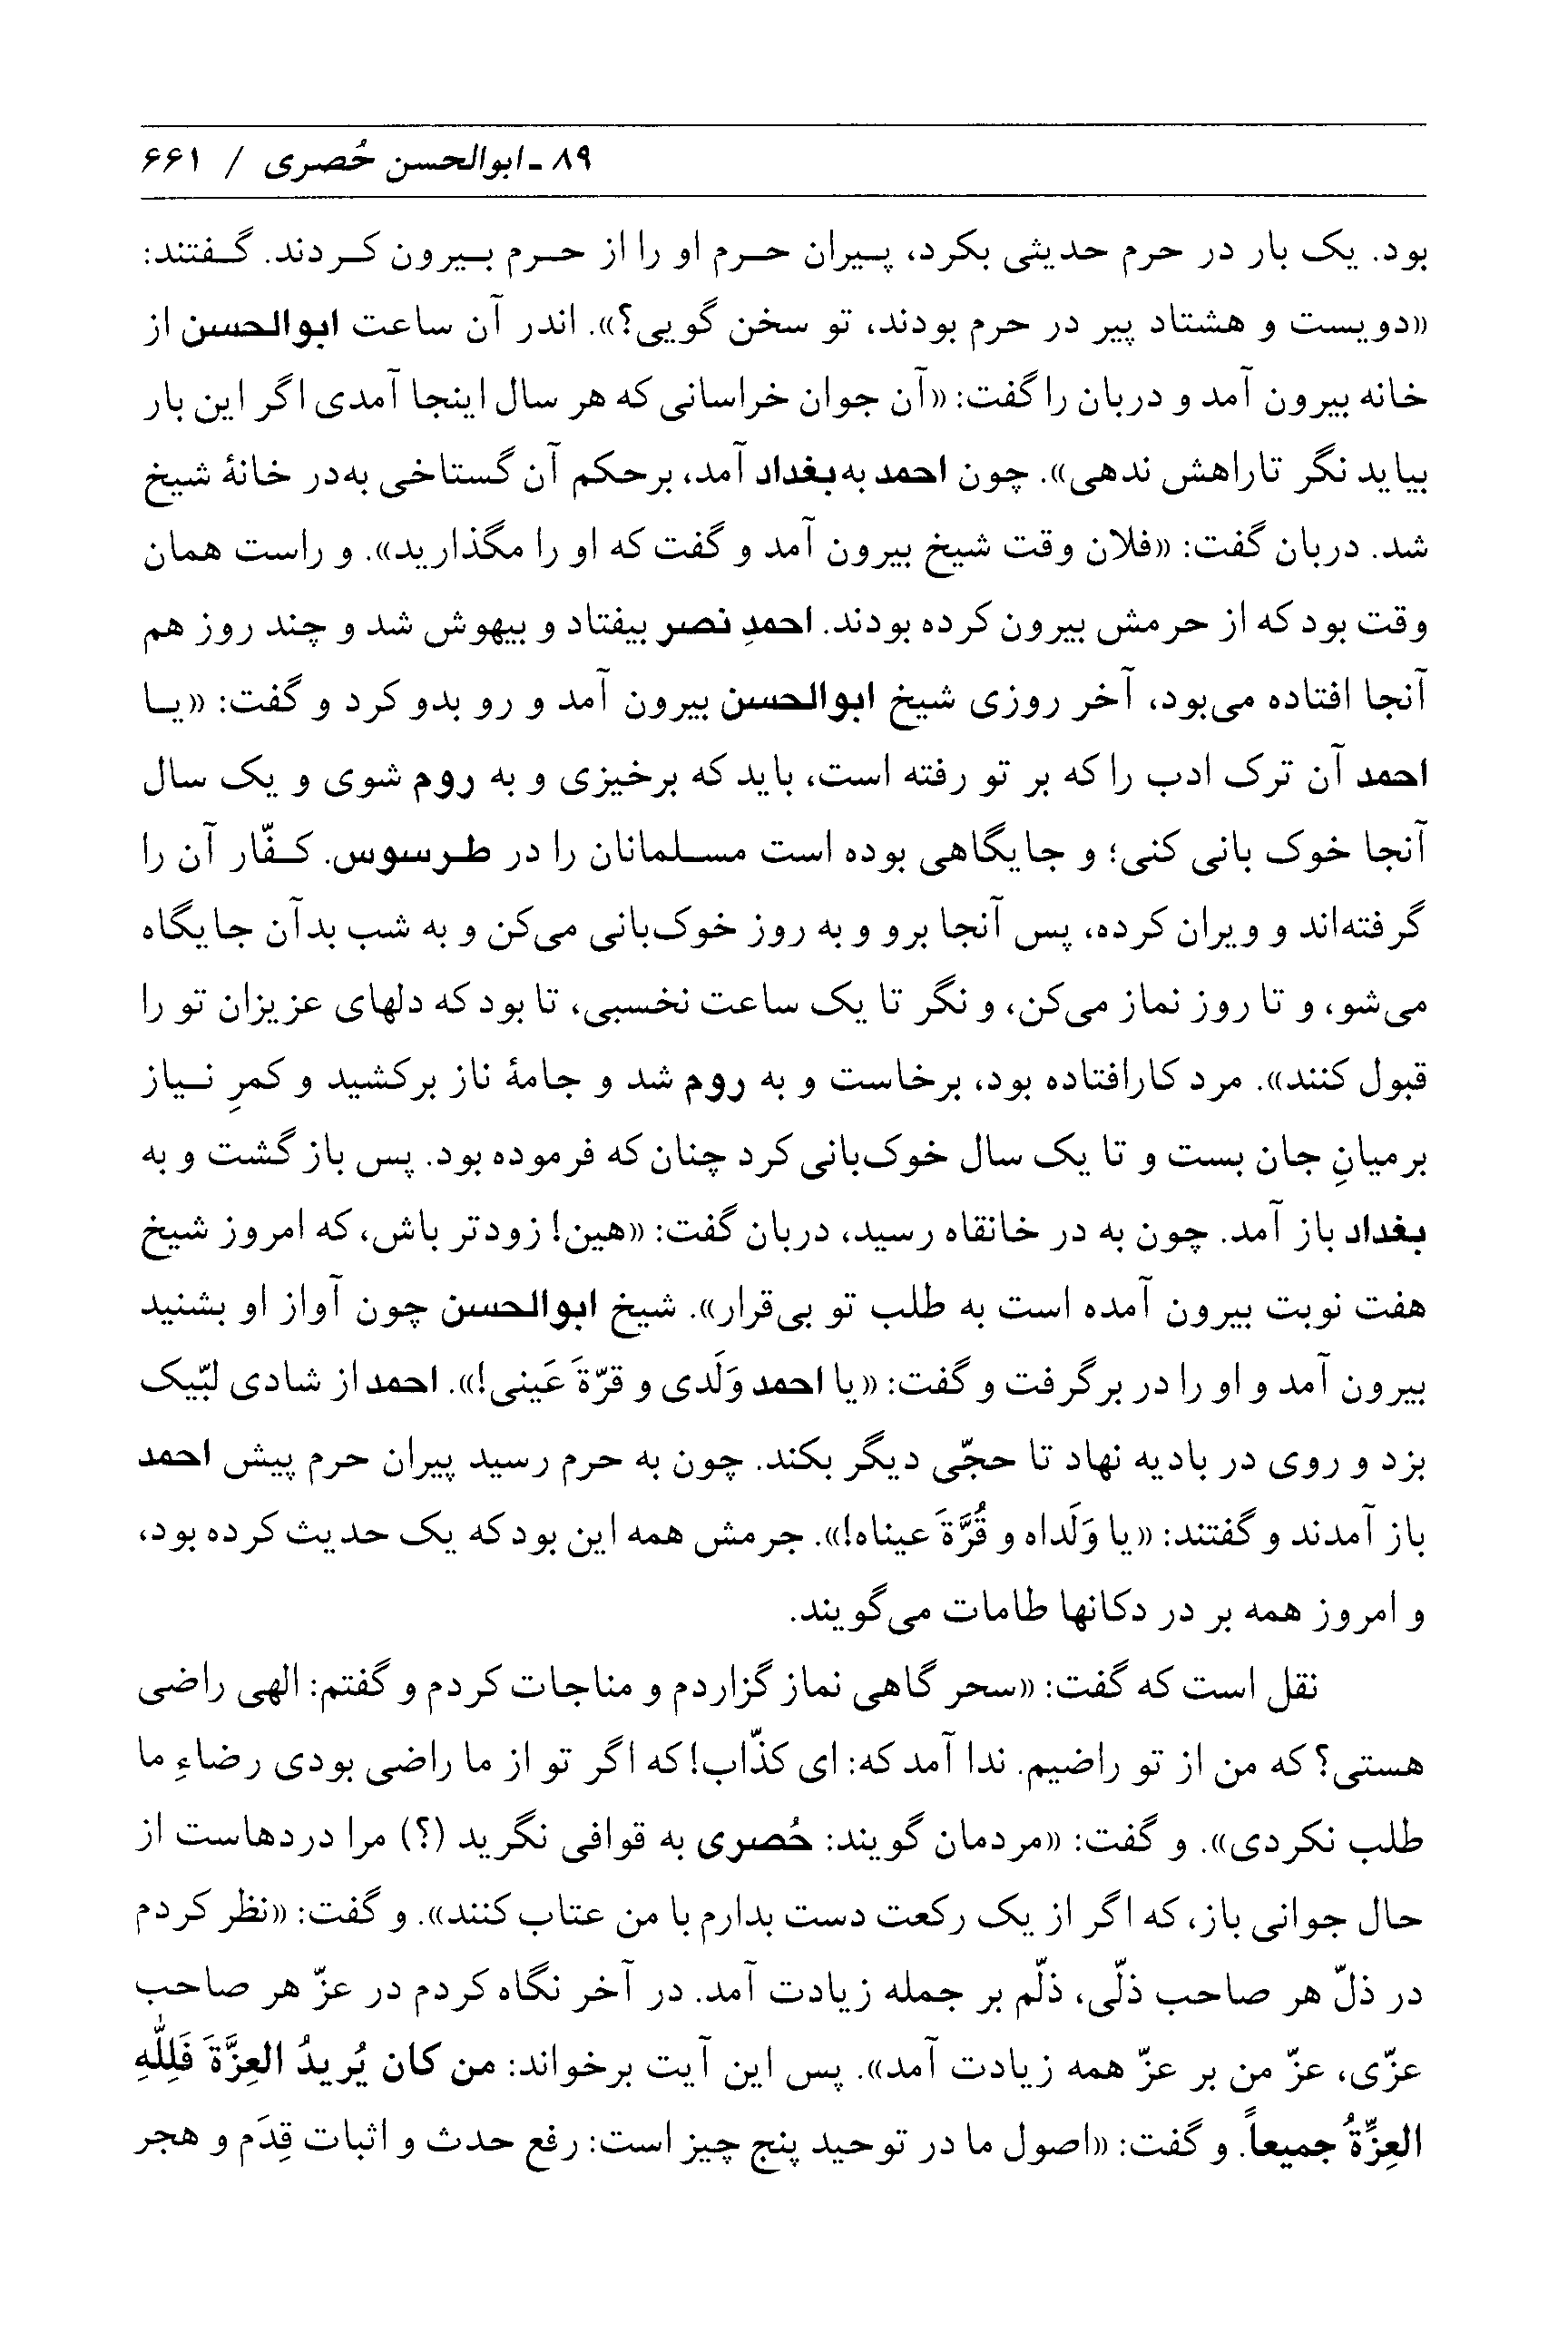 ۸۹ ـ ابوالحسن حُصری / ۶۶۱
بود. یک بار در حرم حدیثی بکرد، پیران حرم او را از حرم بیرون کردند. گفتند:
«دویست و هشتاد پیر در حرم بودند، تو سخن گویی؟». اندر آن ساعت ابوالحسن از
خانه بیرون آمد و دربان را گفت: «آن جوان خراسانی که هر سال اینجا آمدی اگر این بار
بیاید نگر تاراهش ندهی». چون احمد به‌بغداد آمد، برحکم آن گستاخی به‌در خانهٔ شیخ
شد. دربان گفت: «فلان وقت شیخ بیرون آمد و گفت که او را مگذارید». و راست همان
وقت بود که از حرمش بیرون کرده بودند. احمدِ نصر بیفتاد و بیهوش شد و چند روز هم
آنجا افتاده می‌بود، آخر روزی شیخ ابوالحسن بیرون آمد و رو بدو کرد و گفت: «یا
احمد آن ترک ادب را که بر تو رفته است، باید که برخیزی و به روم شوی و یک سال
آنجا خوک بانی کنی؛ و جایگاهی بوده است مسلمانان را در طرسوس. کفّار آن را
گرفته‌اند و ویران کرده، پس آنجا برو و به روز خوک‌بانی می‌کن و به شب بدآن جایگاه
می‌شو، و تا روز نماز می‌کن، و نگر تا یک ساعت نخسبی، تا بود که دلهای عزیزان تو را
قبول کنند». مرد کارافتاده بود، برخاست و به روم شد و جامهٔ ناز برکشید و کمرِ نیاز
برمیانِ جان بست و تا یک سال خوک‌بانی کرد چنان که فرموده بود. پس باز گشت و به
بغداد باز آمد. چون به در خانقاه رسید، دربان گفت: «هین! زودتر باش، که امروز شیخ
هفت نوبت بیرون آمده است به طلب تو بی‌قرار». شیخ ابوالحسن چون آواز او بشنید
بیرون آمد و او را در برگرفت و گفت: «یا احمد وَلَدی و قرّةَ عَینی!». احمد از شادی لبّیک
بزد و روی در بادیه نهاد تا حجّی دیگر بکند. چون به حرم رسید پیران حرم پیش احمد
باز آمدند و گفتند: «یا وَلَداه و قُرَّةَ عیناه!». جرمش همه این بود که یک حدیث کرده بود،
و امروز همه بر در دکانها طامات می‌گویند.
نقل است که گفت: «سحر گاهی نماز گزاردم و مناجات کردم و گفتم: الهی راضی
هستی؟ که من از تو راضیم. ندا آمد که: ای کذّاب! که اگر تو از ما راضی بودی رضاءِ ما
طلب نکردی». و گفت: «مردمان گویند: حُصری به قوافی نگرید (؟) مرا دردهاست از
حال جوانی باز، که اگر از یک رکعت دست بدارم با من عتاب کنند». و گفت: «نظر کردم
در ذلّ هر صاحب ذلّی، ذلّم بر جمله زیادت آمد. در آخر نگاه کردم در عزّ هر صاحب
عزّی، عزّ من بر عزّ همه زیادت آمد». پس این آیت برخواند: من کان یُریدُ العِزَّةَ فَلِلّٰهِ
العِزَّةُ جمیعاً. و گفت: «اصول ما در توحید پنج چیز است: رفع حدث و اثبات قِدَم و هجر